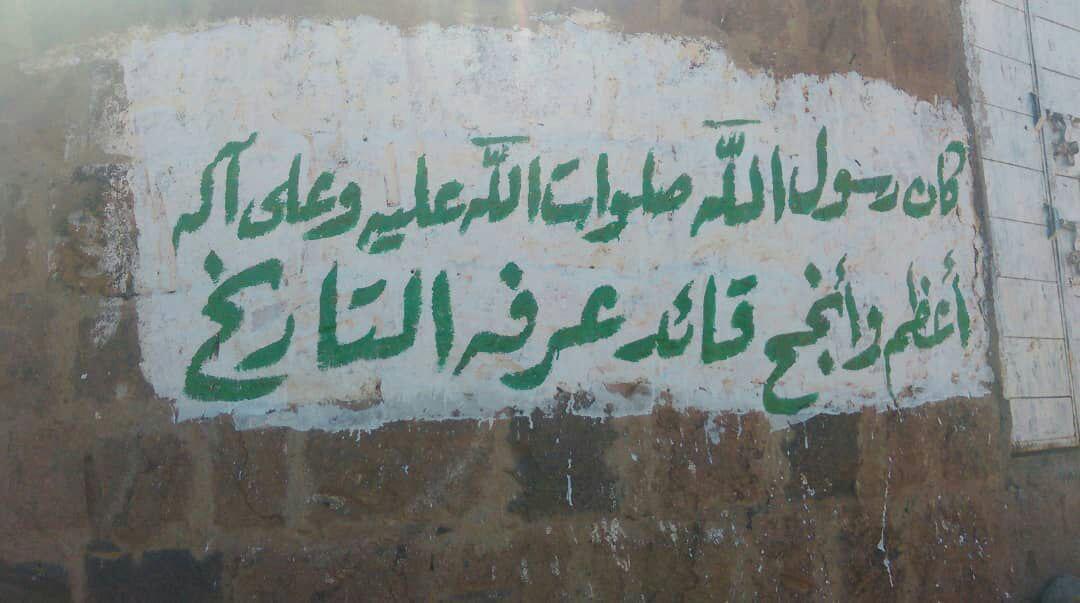 كان رسول الله صلوات الله عليه وعلى آله
أعظم وأنجح قائد عرفه التاريخ